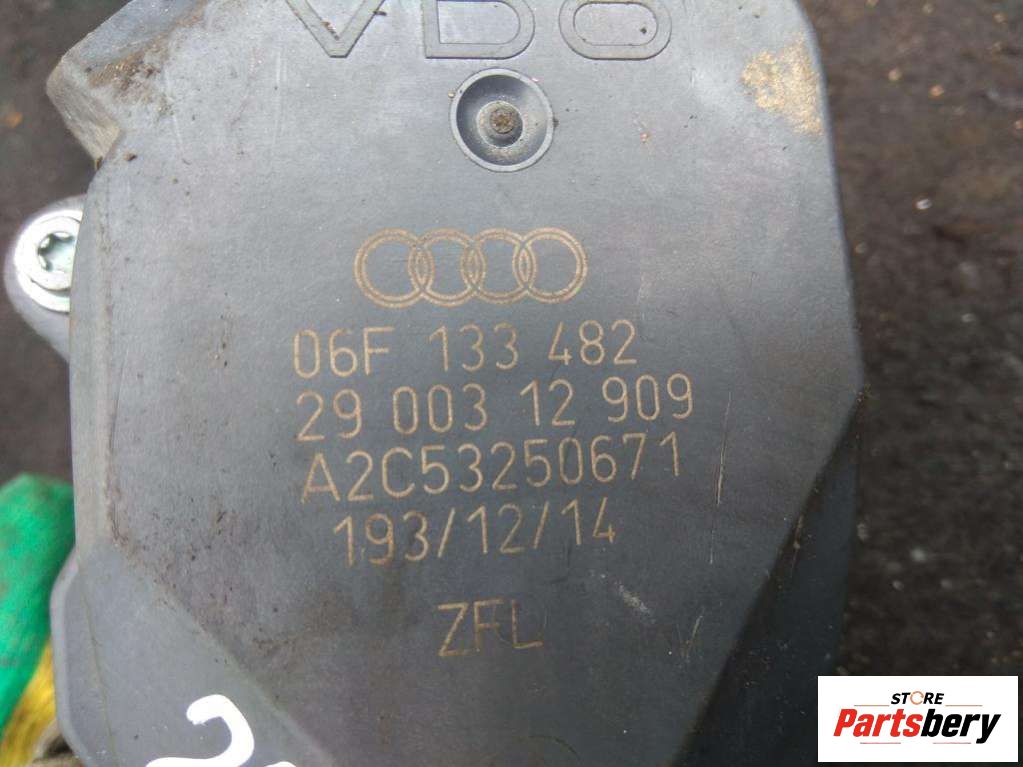 VDO
06F 133 482
29 003 12 909
A2C53250671
193/12/14
ZFL
STORE
Partsbery